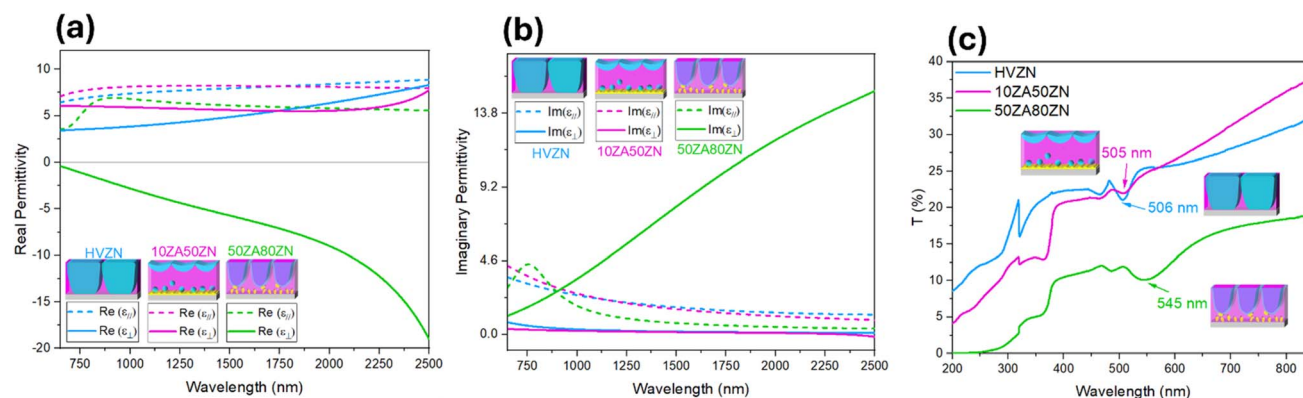 (a)
10
5
0
-5
-10
-15
-20
Real Permittivity
HVZN
10ZA50ZN
50ZA80ZN
Re (ε//)
Re (ε⊥)
Re (ε//)
Re (ε⊥)
Re (ε//)
Re (ε⊥)
750 1000 1250 1500 1750 2000 2250 2500
Wavelength (nm)
(b)
13.8
9.2
4.6
0.0
Imaginary Permittivity
Im(ε//)
Im(ε⊥)
Im(ε//)
Im(ε⊥)
Im(ε//)
Im(ε⊥)
HVZN
10ZA50ZN
50ZA80ZN
750 1000 1250 1500 1750 2000 2250 2500
Wavelength (nm)
(c)
40
35
30
25
20
15
10
5
0
T (%)
HVZN
10ZA50ZN
50ZA80ZN
505 nm
506 nm
545 nm
200 300 400 500 600 700 800
Wavelength (nm)